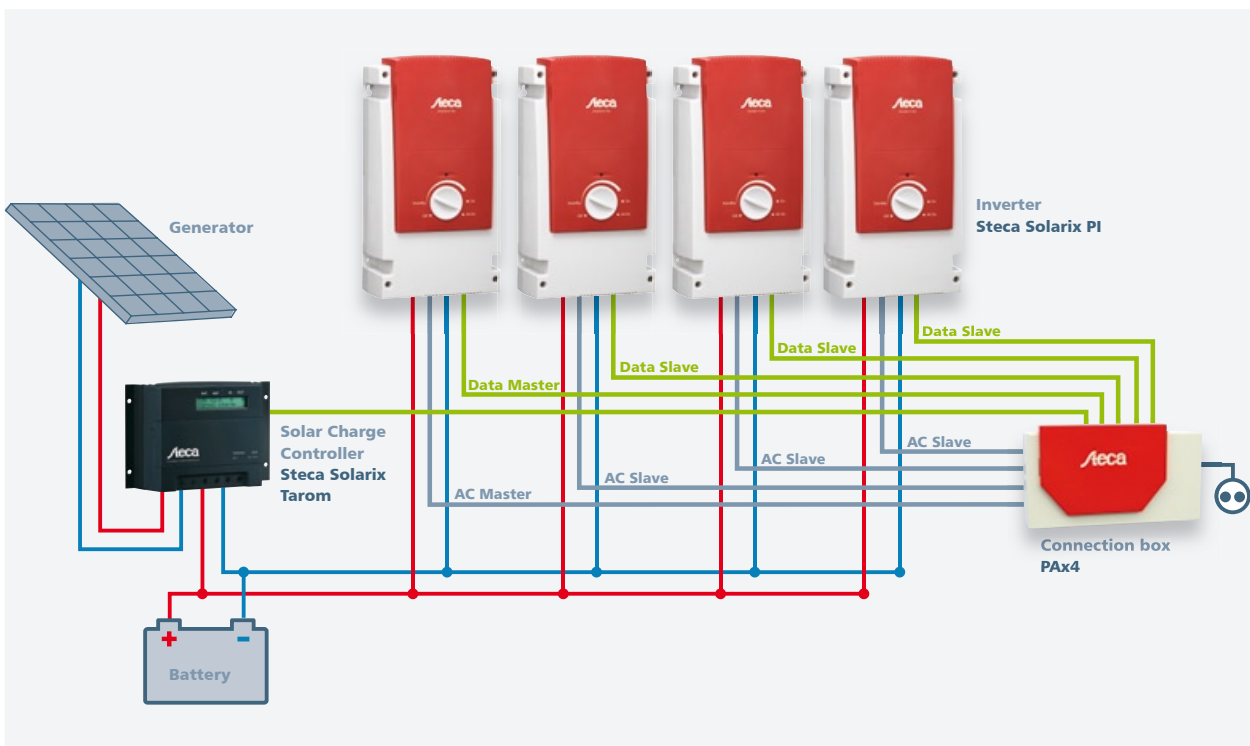 Steca
Steca
Steca
Steca
Generator
Inverter
Steca Solarix PI
Data Slave
Data Slave
Data Slave
Data Master
Solar Charge
Controller
Steca Solarix
Tarom
Steca
AC Slave
AC Slave
AC Slave
AC Master
Steca
Connection box
PAx4
+
-
Battery